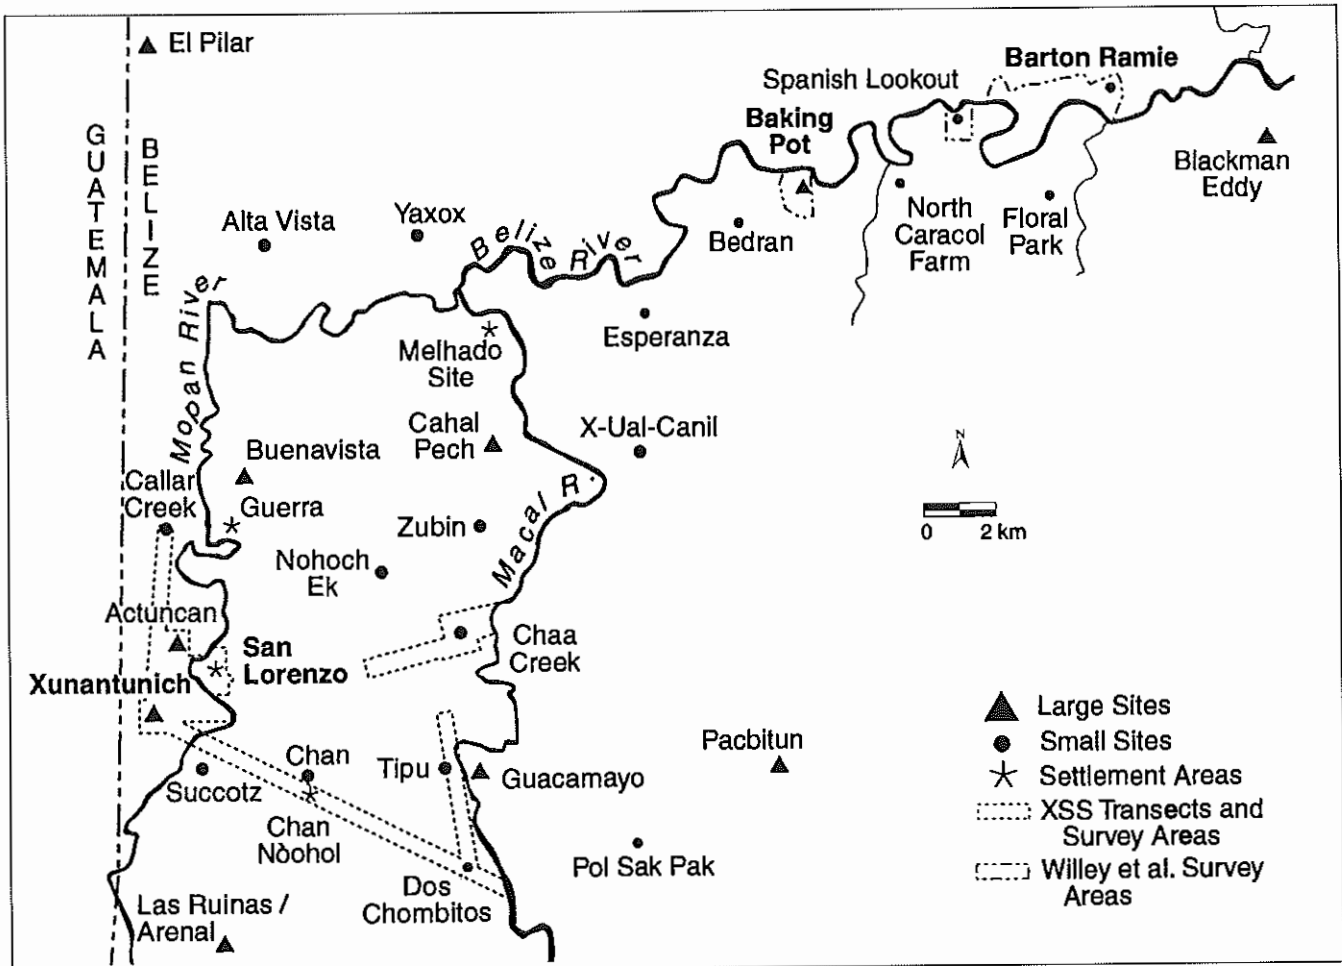 El Pilar
GUATEMALA
BELIZE
Barton Ramie
Spanish Lookout
Baking
Pot
Blackman
Eddy
North
Caracol
Farm
Floral
Park
Bedran
Alta Vista
Yaxox
Belize River
Mopan River
Esperanza
Melhado
Site
Cahal
Pech
X-Ual-Canil
Buenavista
Callar
Creek
Guerra
Zubin
Macal R.
Nohoch
Ek
N
0 2 km
Actuncan
San
Lorenzo
Chaa
Creek
Xunantunich
Large Sites
Small Sites
Settlement Areas
XSS Transects and
Survey Areas
Willey et al. Survey
Areas
Pacbitun
Chan
Tipu
Guacamayo
Succotz
Chan
Nòohol
Pol Sak Pak
Dos
Chombitos
Las Ruinas /
Arenal